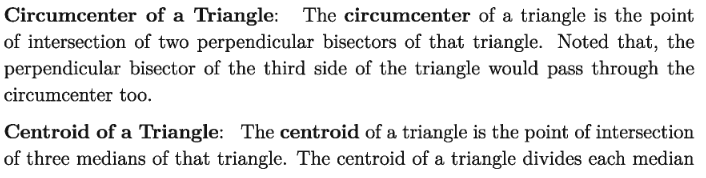 Circumcenter of a Triangle: The circumcenter of a triangle is the point
of intersection of two perpendicular bisectors of that triangle. Noted that, the
perpendicular bisector of the third side of the triangle would pass through the
circumcenter too.
Centroid of a Triangle: The centroid of a triangle is the point of intersection
of three medians of that triangle. The centroid of a triangle divides each median